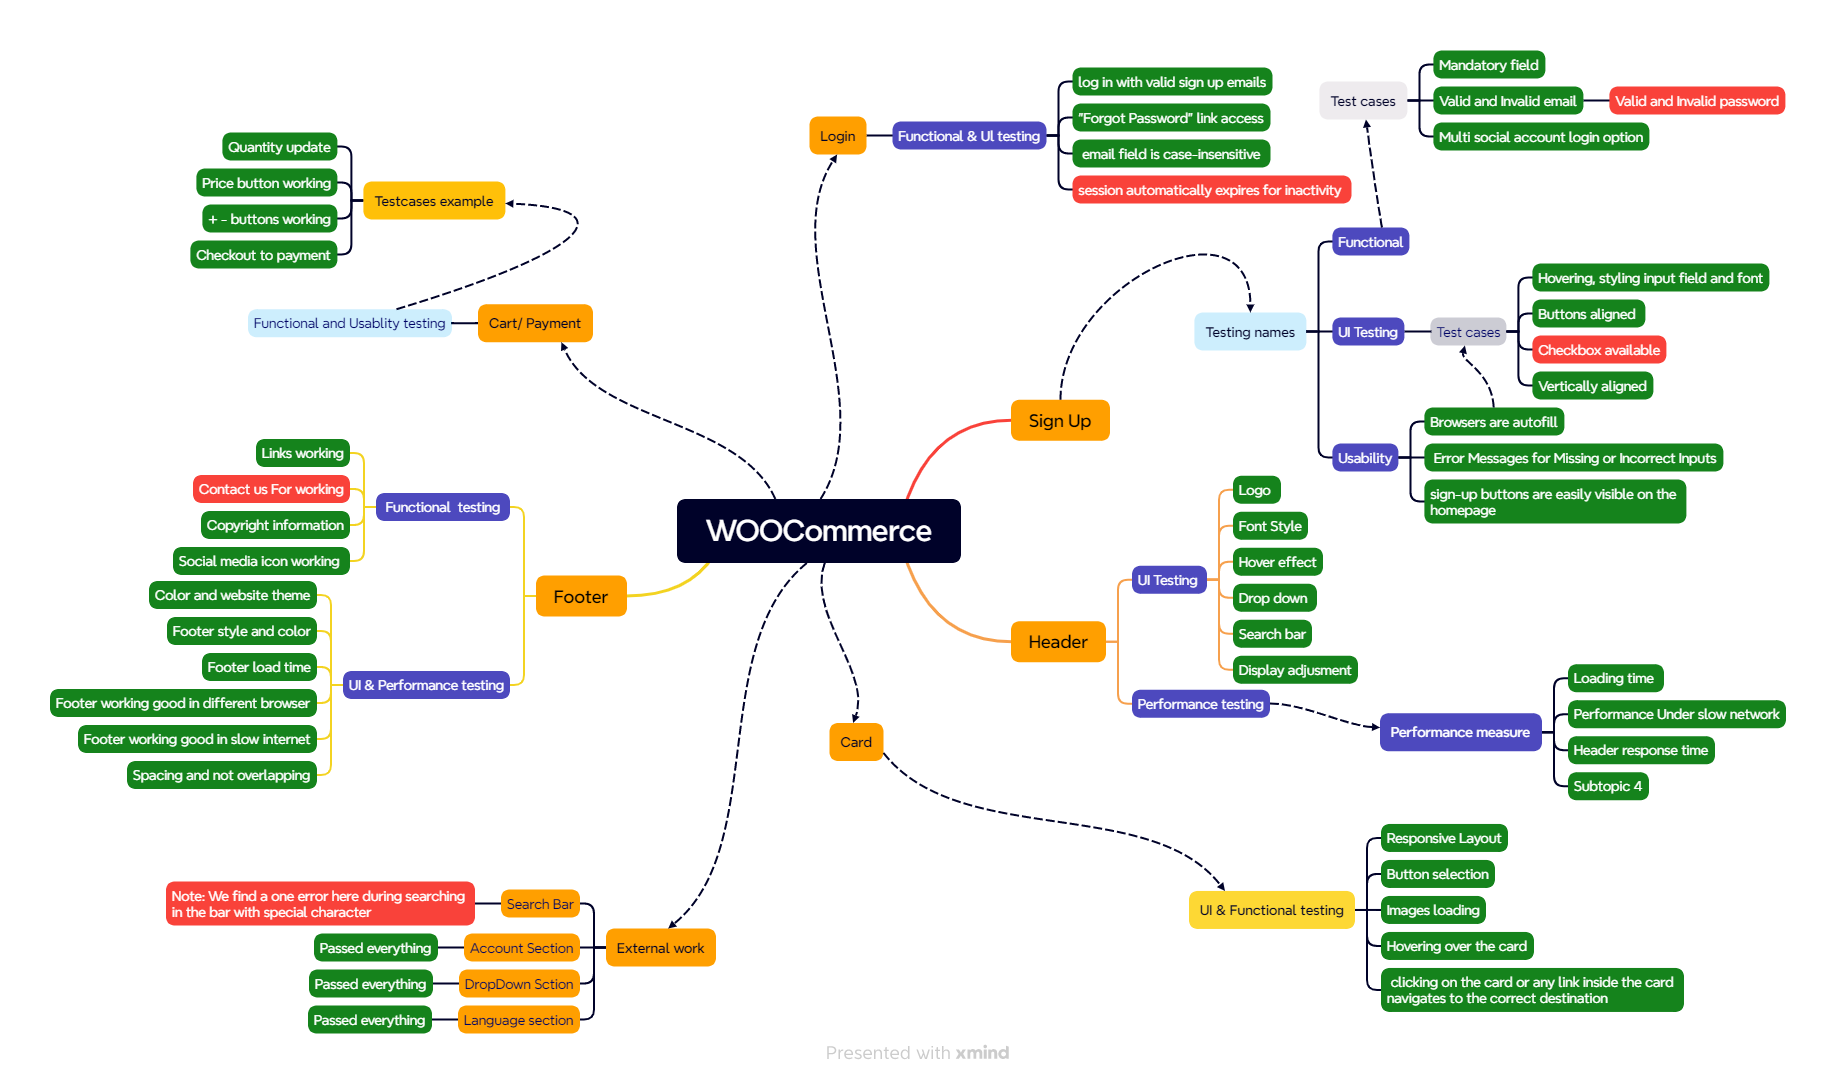 WOOCommerce
Login
Functional & UI testing
log in with valid sign up emails
"Forgot Password" link access
email field is case-insensitive
session automatically expires for inactivity
Sign Up
Testing names
Functional
Test cases
Mandatory field
Valid and Invalid email
Valid and Invalid password
Multi social account login option
UI Testing
Test cases
Hovering, styling input field and font
Buttons aligned
Checkbox available
Vertically aligned
Usability
Browsers are autofill
Error Messages for Missing or Incorrect Inputs
sign-up buttons are easily visible on the
homepage
Header
UI Testing
Logo
Font Style
Hover effect
Drop down
Search bar
Display adjusment
Performance testing
Performance measure
Loading time
Performance Under slow network
Header response time
Subtopic 4
Card
UI & Functional testing
Responsive Layout
Button selection
Images loading
Hovering over the card
clicking on the card or any link inside the card
navigates to the correct destination
Cart/ Payment
Functional and Usablity testing
Testcases example
Quantity update
Price button working
+ - buttons working
Checkout to payment
Footer
Functional testing
Links working
Contact us For working
Copyright information
Social media icon working
UI & Performance testing
Color and website theme
Footer style and color
Footer load time
Footer working good in different browser
Footer working good in slow internet
Spacing and not overlapping
External work
Search Bar
Note: We find a one error here during searching
in the bar with special character
Account Section
Passed everything
DropDown Sction
Passed everything
Language section
Passed everything
Presented with xmind